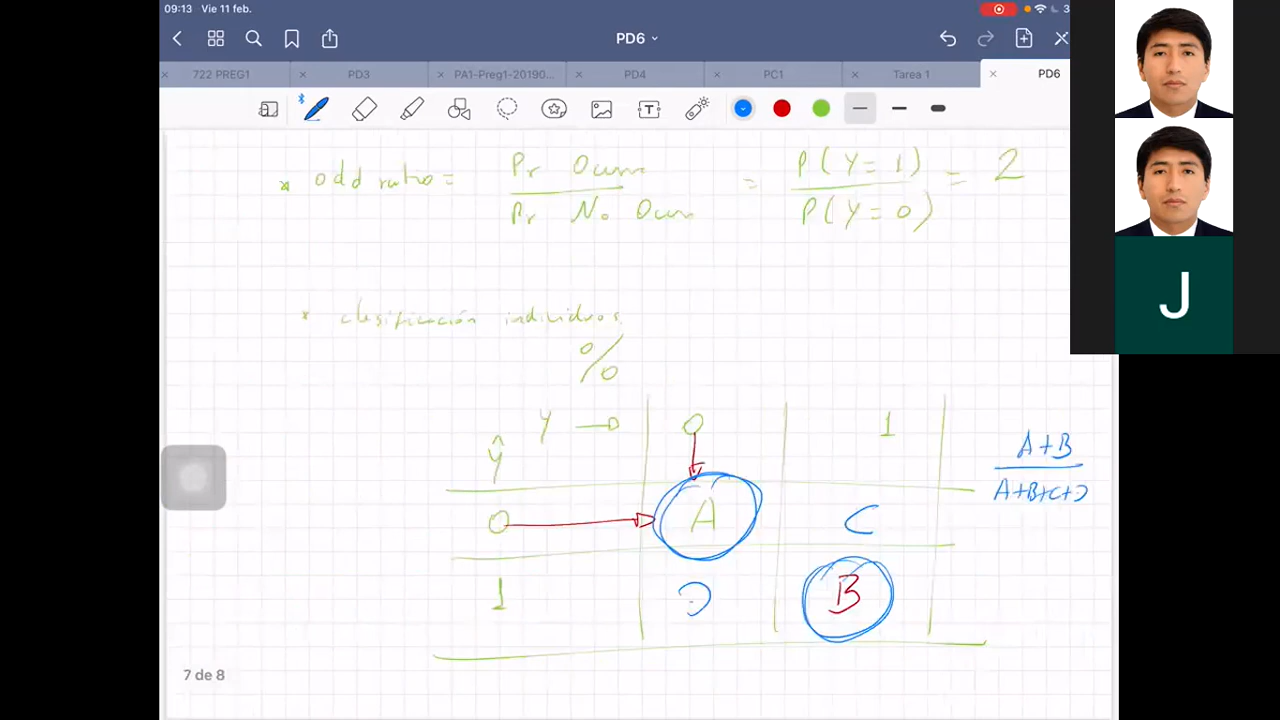 09:13 Vie 11 feb.
PD6
722 PREG1 PD3 PA1-Preg1-20190... PD4 PC1 Tarea 1 PD6
T
* odd ratio = Pr Ocurr = P(Y=1) = 2
Pr No Ocurr P(Y=0)
* clasificación individuos.
%
Y → 0 1
Ŷ
A+B
A+B+C+D
0 A C
1 D B
7 de 8
J